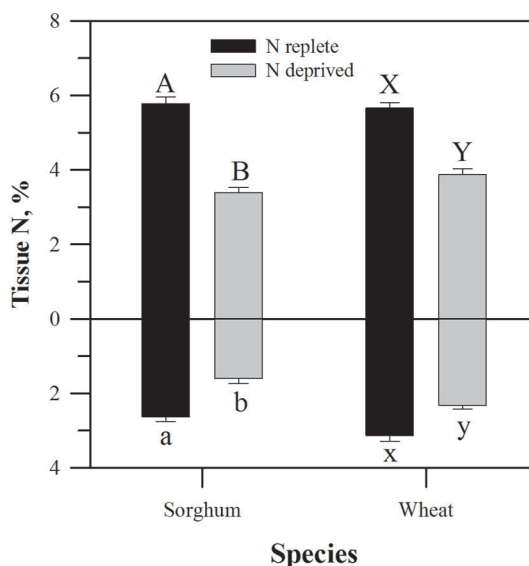 8
N replete
N deprived
6
A
X
B
Y
4
Tissue N, %
2
0
2
a
b
x
y
4
Sorghum
Wheat
Species